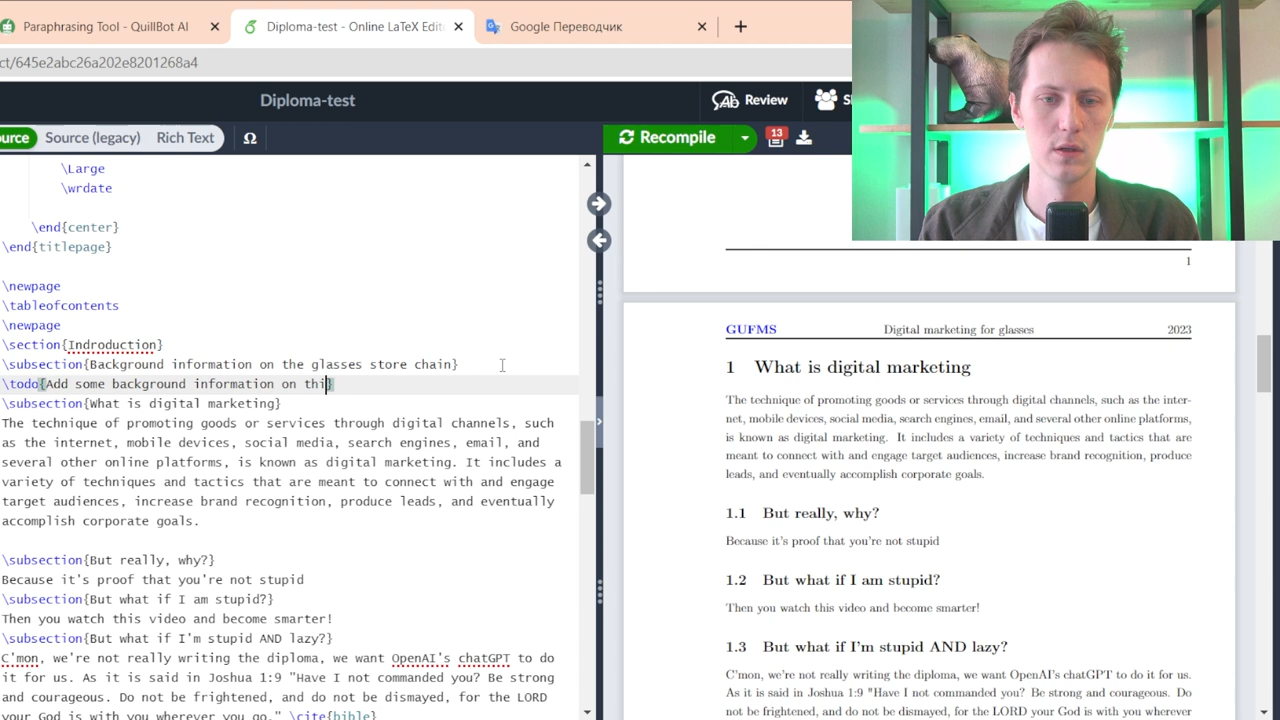 Paraphrasing Tool - QuillBot AI
Diploma-test - Online LaTeX Edit
Google Переводчик
ct/645e2abc26a202e8201268a4
Diploma-test
Review
S
ource
Source (legacy)
Rich Text
Ω
Recompile
13
\Large
\wrdate
\end{center}
\end{titlepage}
\newpage
\tableofcontents
\newpage
\section{Indroduction}
\subsection{Background information on the glasses store chain}
\todo{Add some background information on thi}
\subsection{What is digital marketing}
The technique of promoting goods or services through digital channels, such
as the internet, mobile devices, social media, search engines, email, and
several other online platforms, is known as digital marketing. It includes a
variety of techniques and tactics that are meant to connect with and engage
target audiences, increase brand recognition, produce leads, and eventually
accomplish corporate goals.
\subsection{But really, why?}
Because it's proof that you're not stupid
\subsection{But what if I am stupid?}
Then you watch this video and become smarter!
\subsection{But what if I'm stupid AND lazy?}
C'mon, we're not really writing the diploma, we want OpenAI's chatGPT to do
it for us. As it is said in Joshua 1:9 "Have I not commanded you? Be strong
and courageous. Do not be frightened, and do not be dismayed, for the LORD
your God is with you wherever you go." \cite{bible}
1
GUFMS
Digital marketing for glasses
2023
1 What is digital marketing
The technique of promoting goods or services through digital channels, such as the inter-
net, mobile devices, social media, search engines, email, and several other online platforms,
is known as digital marketing. It includes a variety of techniques and tactics that are
meant to connect with and engage target audiences, increase brand recognition, produce
leads, and eventually accomplish corporate goals.
1.1 But really, why?
Because it's proof that you're not stupid
1.2 But what if I am stupid?
Then you watch this video and become smarter!
1.3 But what if I'm stupid AND lazy?
C'mon, we're not really writing the diploma, we want OpenAI's chatGPT to do it for us.
As it is said in Joshua 1:9 "Have I not commanded you? Be strong and courageous. Do
not be frightened, and do not be dismayed, for the LORD your God is with you wherever